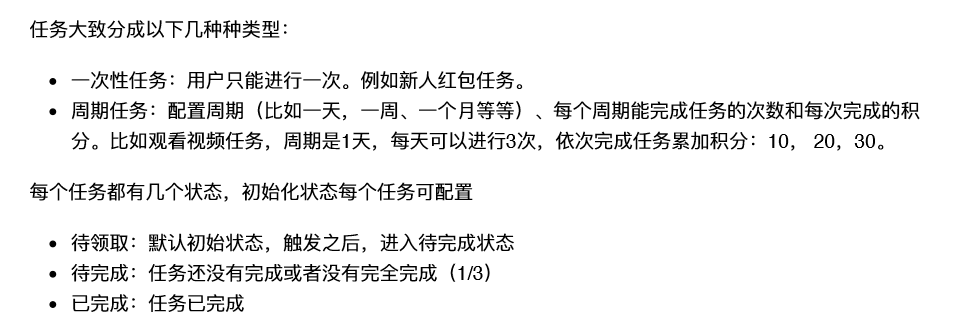 任务大致分成以下几种种类型：
• 一次性任务：用户只能进行一次。例如新人红包任务。
• 周期任务：配置周期（比如一天，一周、一个月等等）、每个周期能完成任务的次数和每次完成的积
分。比如观看视频任务，周期是1天，每天可以进行3次，依次完成任务累加积分：10， 20，30。
每个任务都有几个状态，初始化状态每个任务可配置
• 待领取：默认初始状态，触发之后，进入待完成状态
• 待完成：任务还没有完成或者没有完全完成（1/3）
• 已完成：任务已完成